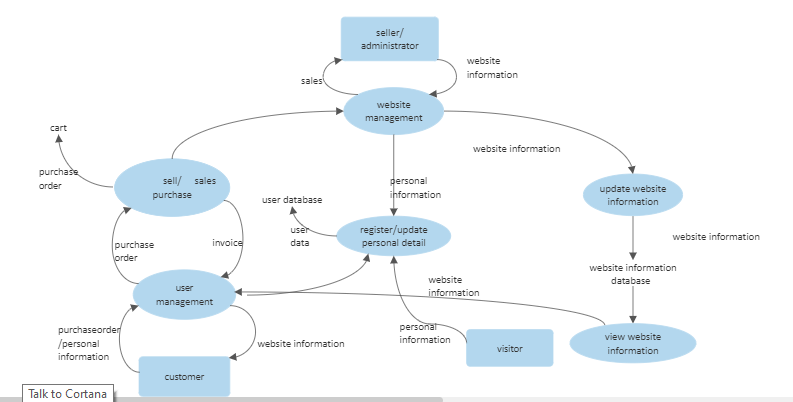 seller/
administrator
website
information
sales
website
management
cart
website information
purchase
order
sell/ sales
purchase
personal
information
update website
information
user database
user
data
register/update
personal detail
website information
purchase
order
invoice
website information
database
user
management
website
information
purchaseorder
/personal
information
website information
personal
information
visitor
view website
information
customer
Talk to Cortana